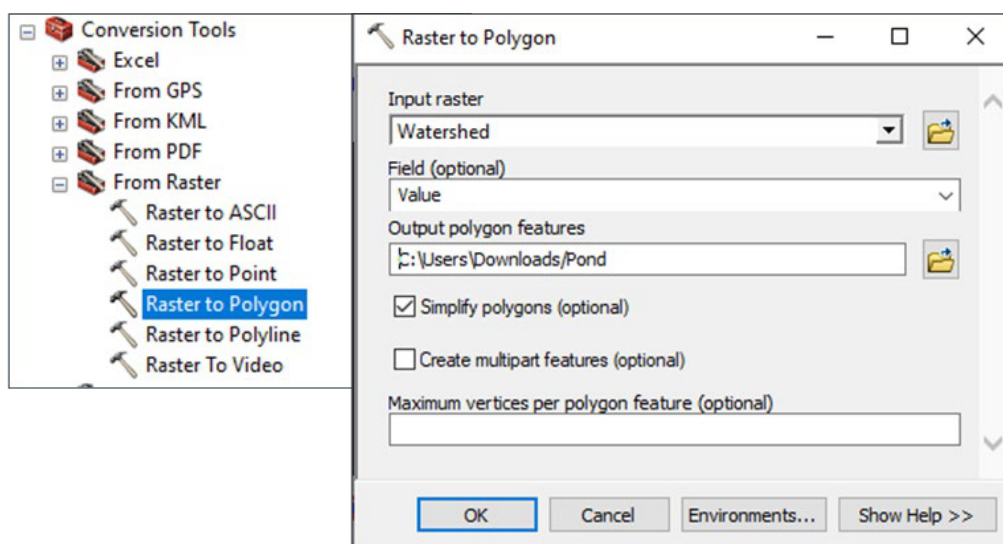 Conversion Tools
Excel
From GPS
From KML
From PDF
From Raster
Raster to ASCII
Raster to Float
Raster to Point
Raster to Polygon
Raster to Polyline
Raster To Video
Raster to Polygon
Input raster
Watershed
Field (optional)
Value
Output polygon features
C:\Users\Downloads/Pond
Simplify polygons (optional)
Create multipart features (optional)
Maximum vertices per polygon feature (optional)
OK Cancel Environments... Show Help >>